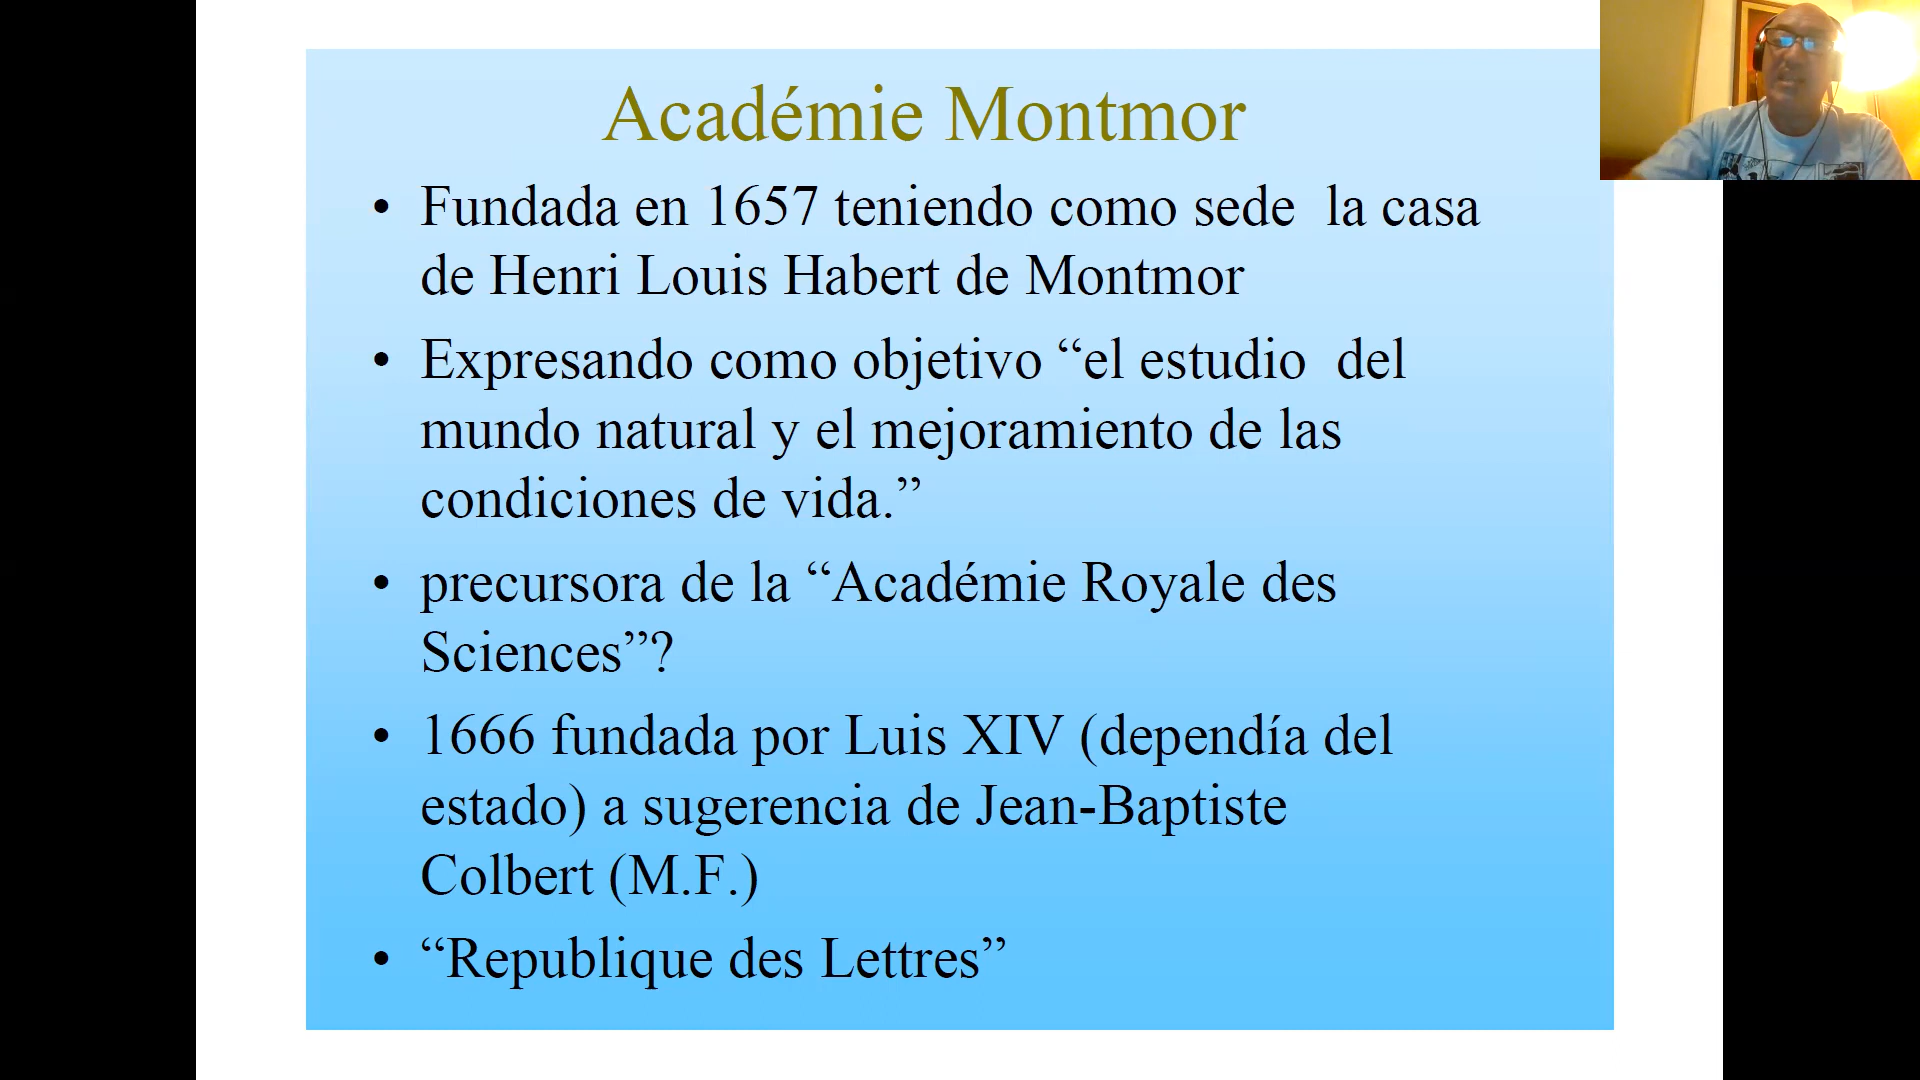 Académie Montmor
• Fundada en 1657 teniendo como sede la casa
de Henri Louis Habert de Montmor
• Expresando como objetivo “el estudio del
mundo natural y el mejoramiento de las
condiciones de vida.”
• precursora de la “Académie Royale des
Sciences”?
• 1666 fundada por Luis XIV (dependía del
estado) a sugerencia de Jean-Baptiste
Colbert (M.F.)
• “Republique des Lettres”